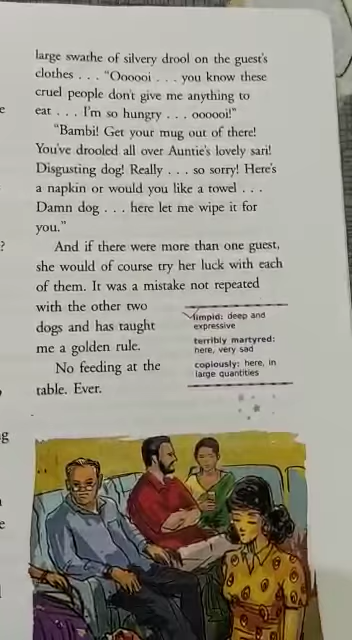 large swathe of silvery drool on the guest's
clothes . . . "Oooooi . . . you know these
cruel people don't give me anything to
eat . . . I'm so hungry . . . ooooi!"
"Bambi! Get your mug out of there!
You've drooled all over Auntie's lovely sari!
Disgusting dog! Really . . . so sorry! Here's
a napkin or would you like a towel . . .
Damn dog . . . here let me wipe it for
you."
And if there were more than one guest,
she would of course try her luck with each
of them. It was a mistake not repeated
with the other two
dogs and has taught
me a golden rule.
No feeding at the
table. Ever.
limpid: deep and
expressive
terribly martyred:
here, very sad
copiously: here, in
large quantities